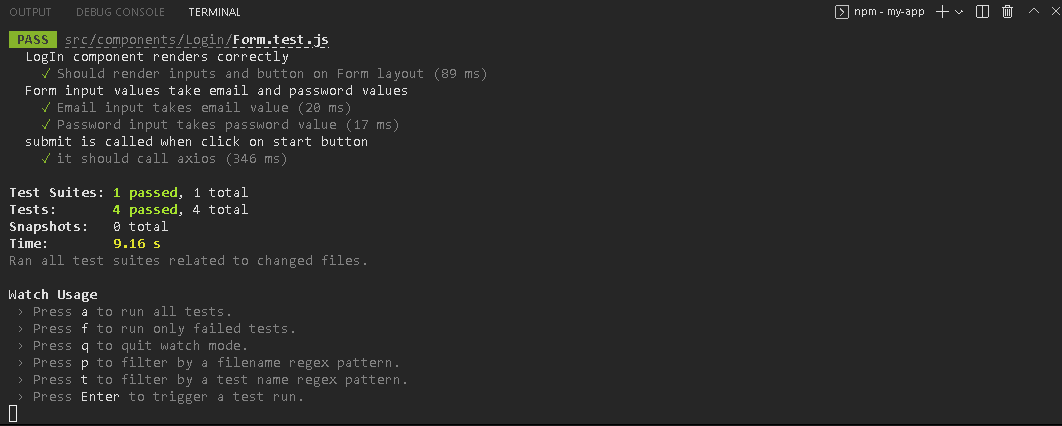 OUTPUT DEBUG CONSOLE TERMINAL npm - my-app
PASS src/components/Login/Form.test.js
LogIn component renders correctly
✓ Should render inputs and button on Form layout (89 ms)
Form input values take email and password values
✓ Email input takes email value (20 ms)
✓ Password input takes password value (17 ms)
submit is called when click on start button
✓ it should call axios (346 ms)
Test Suites: 1 passed, 1 total
Tests: 4 passed, 4 total
Snapshots: 0 total
Time: 9.16 s
Ran all test suites related to changed files.
Watch Usage
› Press a to run all tests.
› Press f to run only failed tests.
› Press q to quit watch mode.
› Press p to filter by a filename regex pattern.
› Press t to filter by a test name regex pattern.
› Press Enter to trigger a test run.